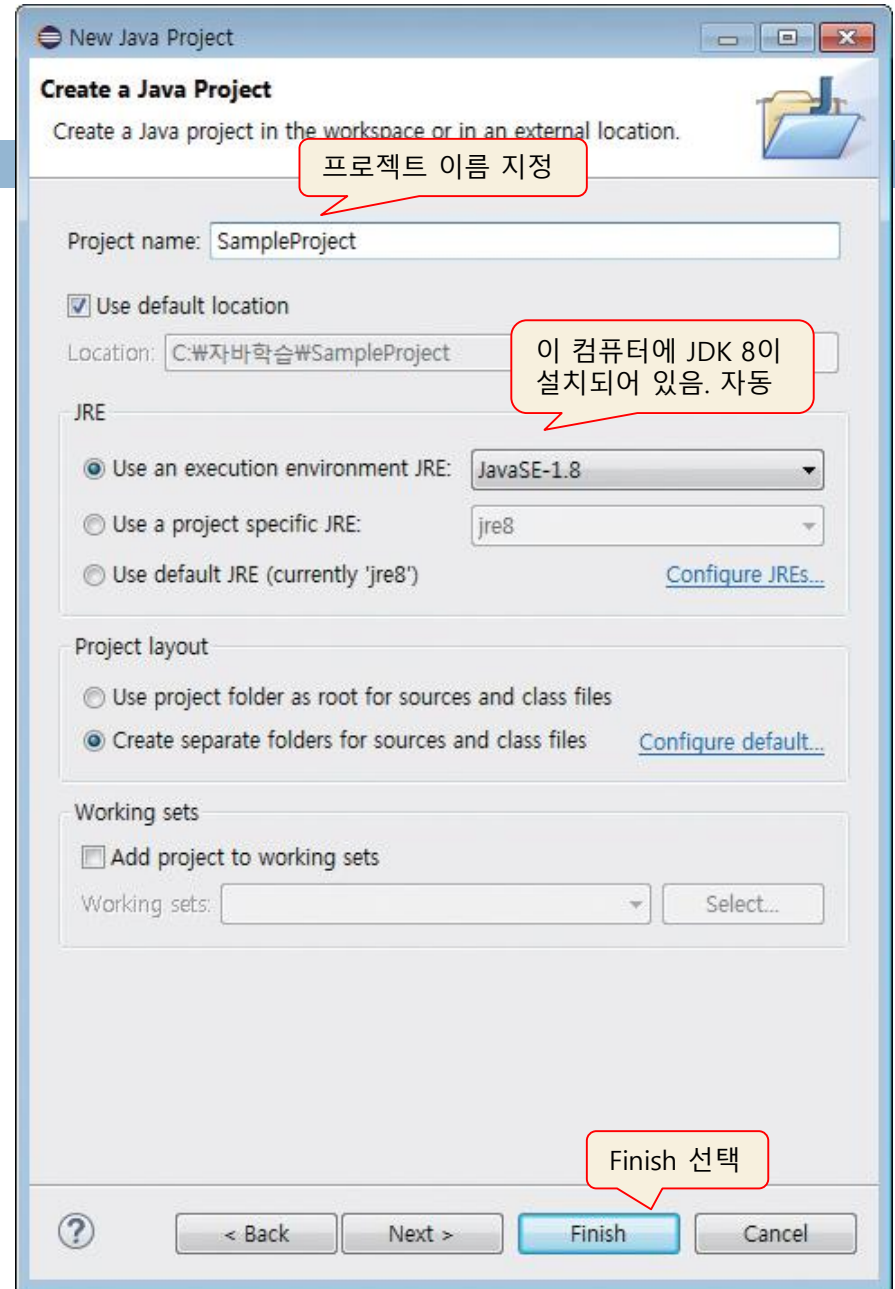 New Java Project
Create a Java Project
Create a Java project in the workspace or in an external location.
프로젝트 이름 지정
Project name: SampleProject
Use default location
Location: C:₩자바학습₩SampleProject
이 컴퓨터에 JDK 8이
설치되어 있음. 자동
JRE
Use an execution environment JRE: JavaSE-1.8
Use a project specific JRE: jre8
Use default JRE (currently 'jre8') Configure JREs...
Project layout
Use project folder as root for sources and class files
Create separate folders for sources and class files Configure default...
Working sets
Add project to working sets
Working sets: Select...
Finish 선택
? < Back Next > Finish Cancel